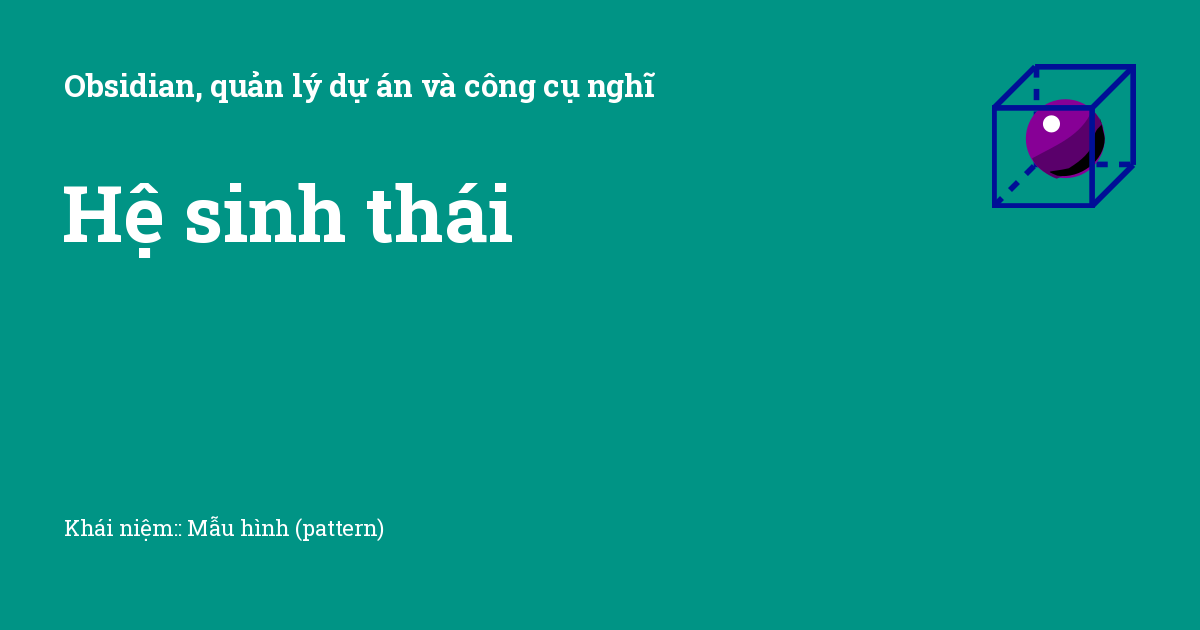 Obsidian, quản lý dự án và công cụ nghĩ
Hệ sinh thái
Khái niệm:: Mẫu hình (pattern)